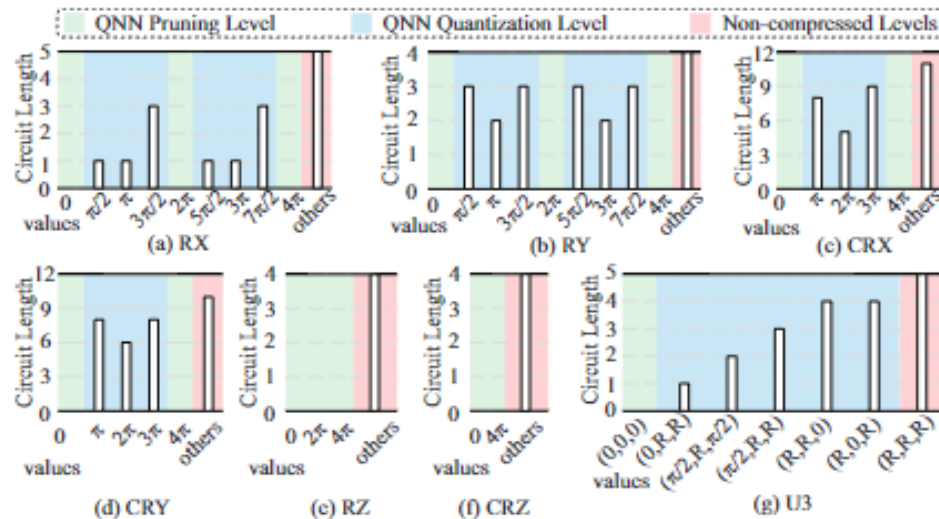 QNN Pruning Level QNN Quantization Level Non-compressed Levels
Circuit Length
5
4
3
2
1
0
0 π/2 π 3π/2 2π 5π/2 3π 7π/2 4π others
values
(a) RX
Circuit Length
4
3
2
1
0
0 π/2 π 3π/2 2π 5π/2 3π 7π/2 4π others
values
(b) RY
Circuit Length
12
9
6
3
0
0 π 2π 3π 4π others
values
(c) CRX
Circuit Length
12
9
6
3
0
0 π 2π 3π 4π others
values
(d) CRY
Circuit Length
4
3
2
1
0
0 2π 4π others
values
(e) RZ
Circuit Length
4
3
2
1
0
0 4π others
values
(f) CRZ
Circuit Length
5
4
3
2
1
0
(0,0,0) (0,R,R) (π/2,R,π/2) (π/2,R,R) (R,R,0) (R,0,R) (R,R,R)
values
(g) U3